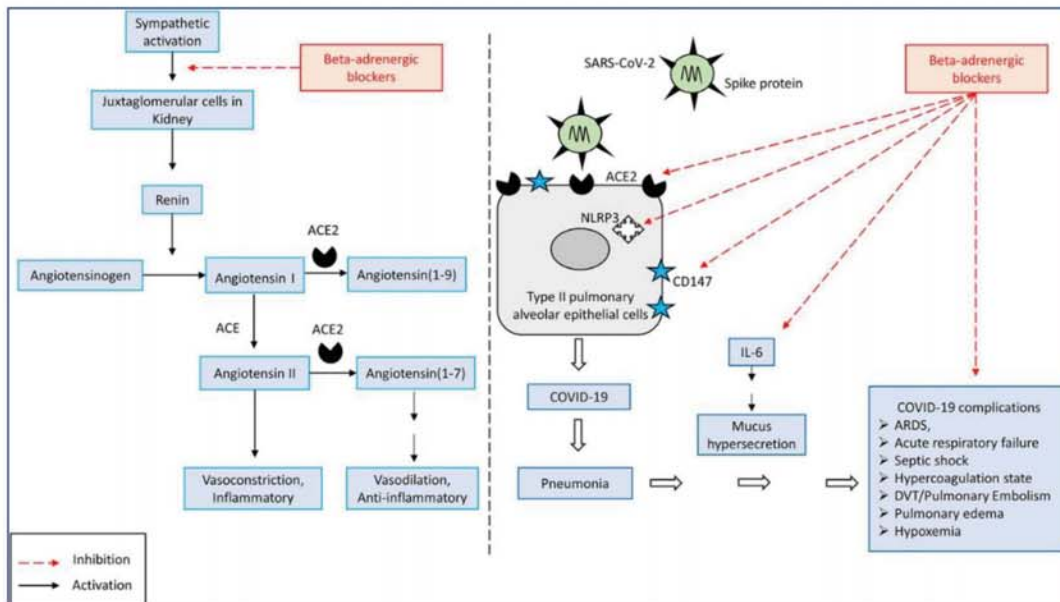 Sympathetic
activation
Beta-adrenergic
blockers
Juxtaglomerular cells in
Kidney
Renin
ACE2
Angiotensinogen
Angiotensin I
Angiotensin(1-9)
ACE
ACE2
Angiotensin II
Angiotensin(1-7)
Vasoconstriction,
Inflammatory
Vasodilation,
Anti-inflammatory
Inhibition
Activation
SARS-CoV-2
Spike protein
Beta-adrenergic
blockers
ACE2
NLRP3
CD147
Type II pulmonary
alveolar epithelial cells
COVID-19
Pneumonia
IL-6
Mucus
hypersecretion
COVID-19 complications
➢ ARDS,
➢ Acute respiratory failure
➢ Septic shock
➢ Hypercoagulation state
➢ DVT/Pulmonary Embolism
➢ Pulmonary edema
➢ Hypoxemia